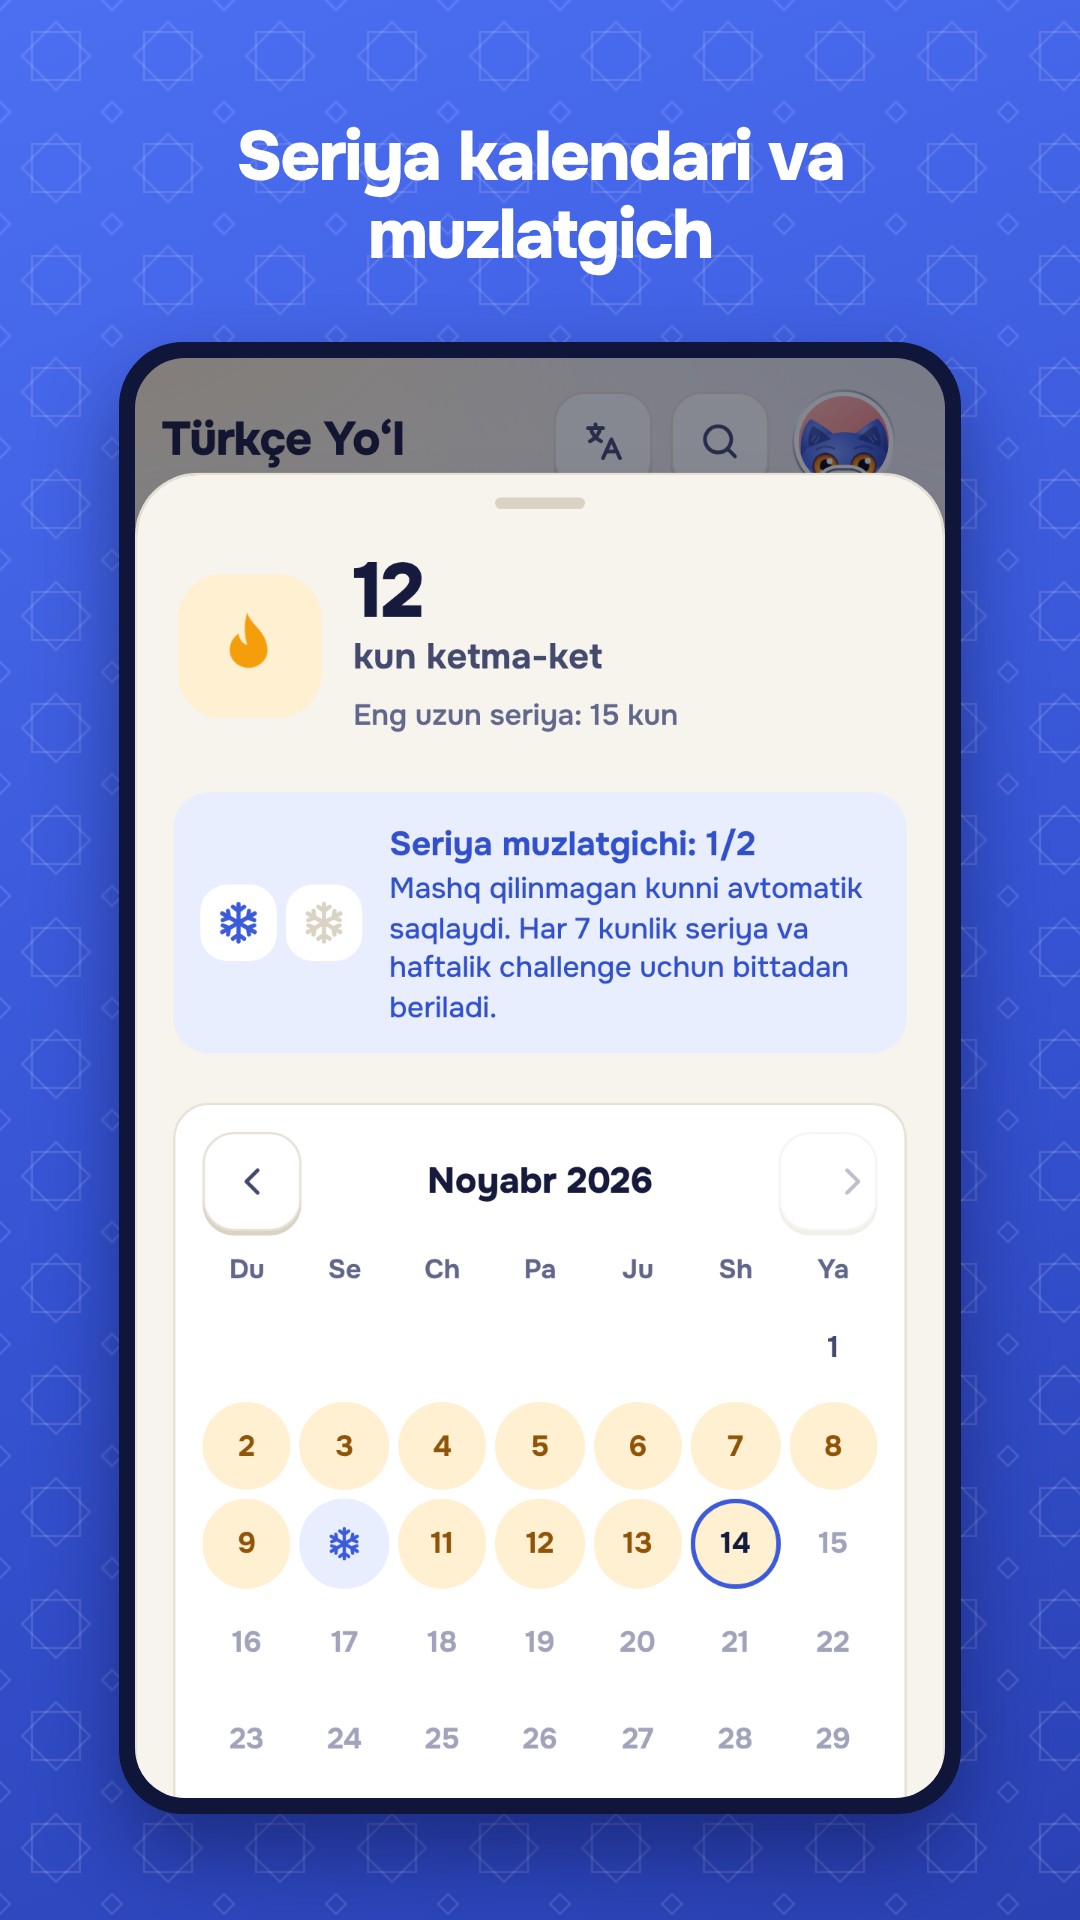 Seriya kalendari va
muzlatgich
Türkçe Yo‘l
12
kun ketma-ket
Eng uzun seriya: 15 kun
Seriya muzlatgichi: 1/2
Mashq qilinmagan kunni avtomatik
saqlaydi. Har 7 kunlik seriya va
haftalik challenge uchun bittadan
beriladi.
Noyabr 2026
Du Se Ch Pa Ju Sh Ya
1
2 3 4 5 6 7 8
9 11 12 13 14 15
16 17 18 19 20 21 22
23 24 25 26 27 28 29